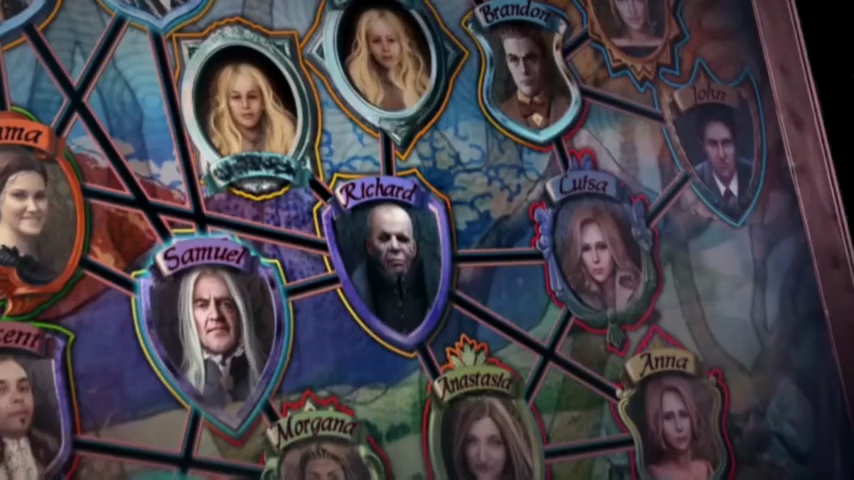 Brandon
John
Richard
Luisa
Samuel
Anastasia
Anna
Morgana